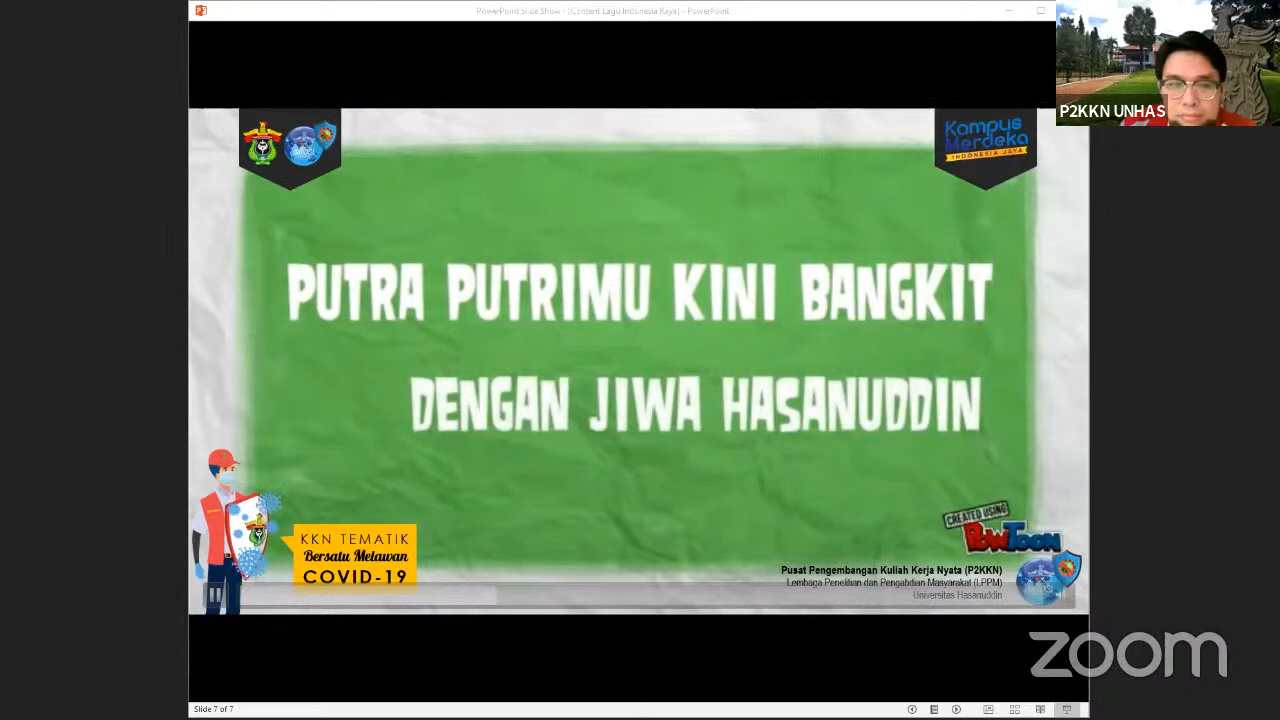 PowerPoint Slide Show - [Content Lagu Indonesia Raya] - PowerPoint
P2KKN UNHAS
Kampus
Merdeka
INDONESIA JAYA
PUTRA PUTRIMU KINI BANGKIT
DENGAN JIWA HASANUDDIN
CREATED USING
POWTOON
KKN TEMATIK
Bersatu Melawan
COVID-19
Pusat Pengembangan Kuliah Kerja Nyata (P2KKN)
Lembaga Penelitian dan Pengabdian Masyarakat (LPPM)
Universitas Hasanuddin
zoom
Slide 7 of 7